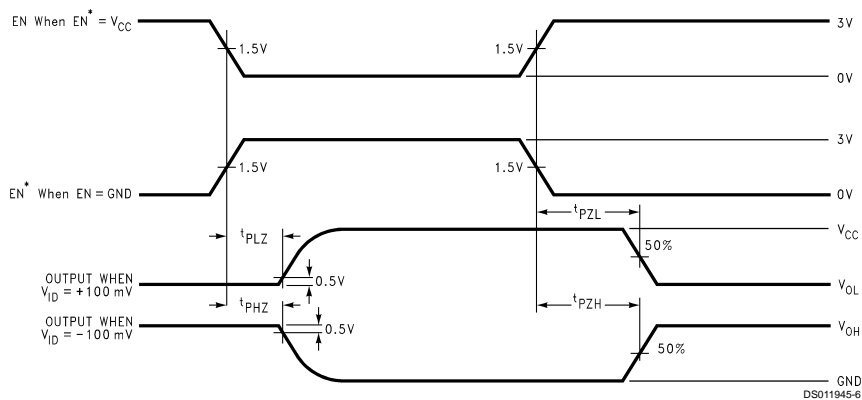 EN When EN* = VCC
3V
1.5V
1.5V
0V
3V
1.5V
1.5V
EN* When EN = GND
0V
tPZL
tPLZ
VCC
50%
OUTPUT WHEN
VID = +100 mV
0.5V
VOL
tPHZ
tPZH
OUTPUT WHEN
VID = −100 mV
0.5V
VOH
50%
GND
DS011945-6